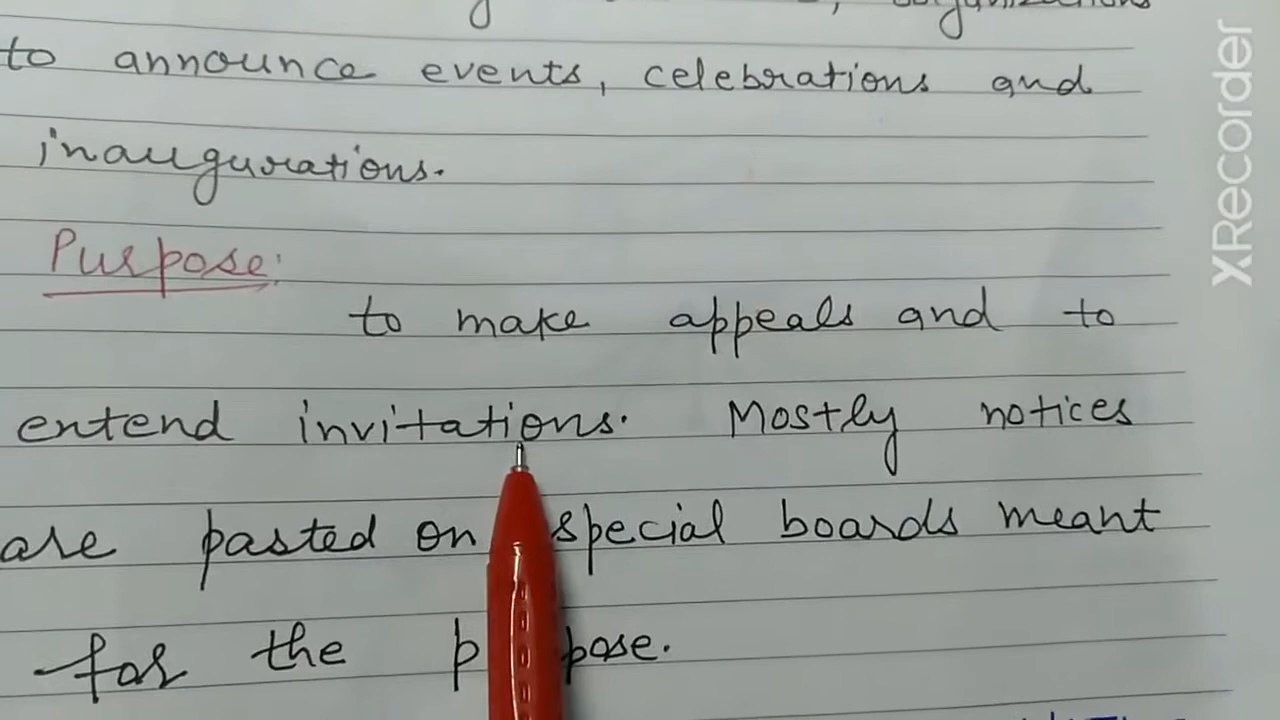 , organizations
to announce events, celebrations and
inaugurations.
Purpose:
to make appeals and to
extend invitations. Mostly notices
are pasted on special boards meant
for the
XRecorder